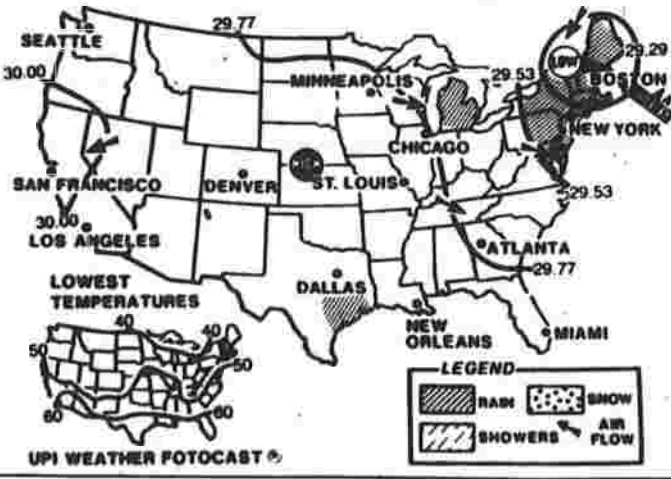 29.77
SEATTLE
30.00
MINNEAPOLIS
29.53
LOW
29.29
BOSTON
NEW YORK
CHICAGO
SAN FRANCISCO
DENVER
ST. LOUIS
29.53
30.00
LOS ANGELES
ATLANTA
29.77
DALLAS
NEW
ORLEANS
MIAMI
LOWEST
TEMPERATURES
40
40
50
50
60
60
UPI WEATHER FOTOCAST ©
LEGEND
RAIN
SNOW
SHOWERS
AIR
FLOW